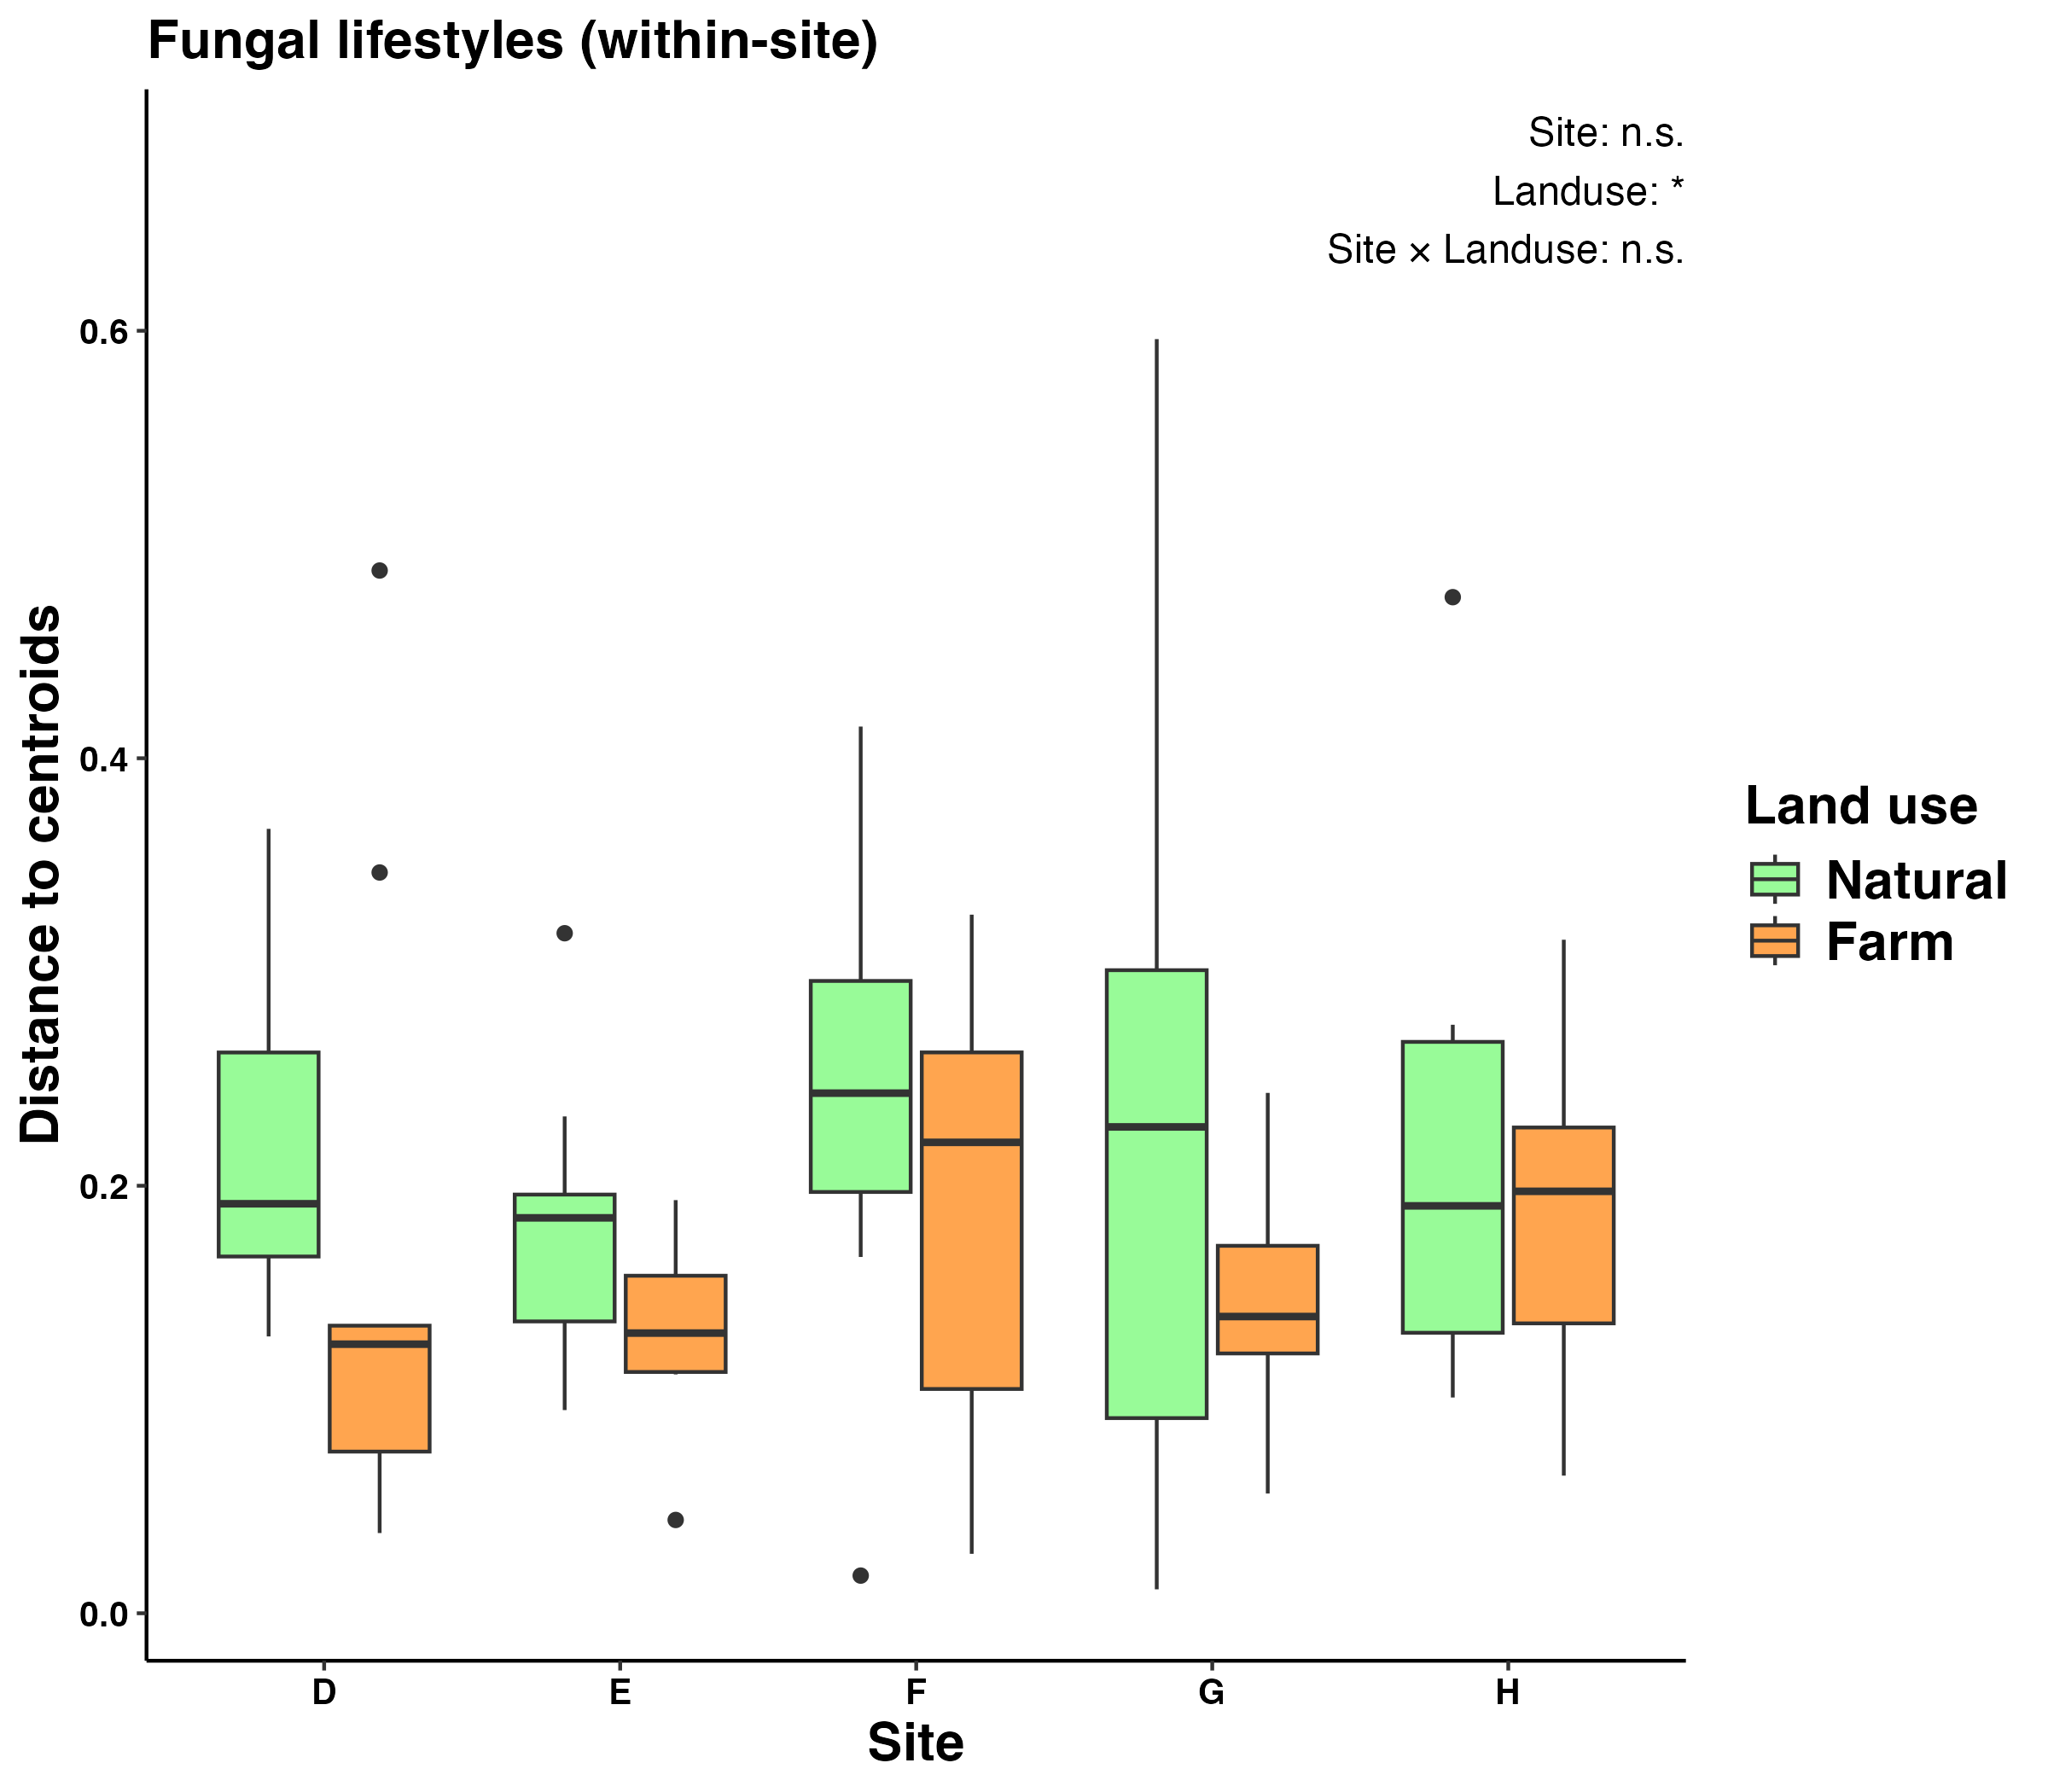 Fungal lifestyles (within-site)
Site: n.s.
Landuse: *
Site × Landuse: n.s.
Distance to centroids
0.6
0.4
0.2
0.0
D E F G H
Site
Land use
Natural
Farm